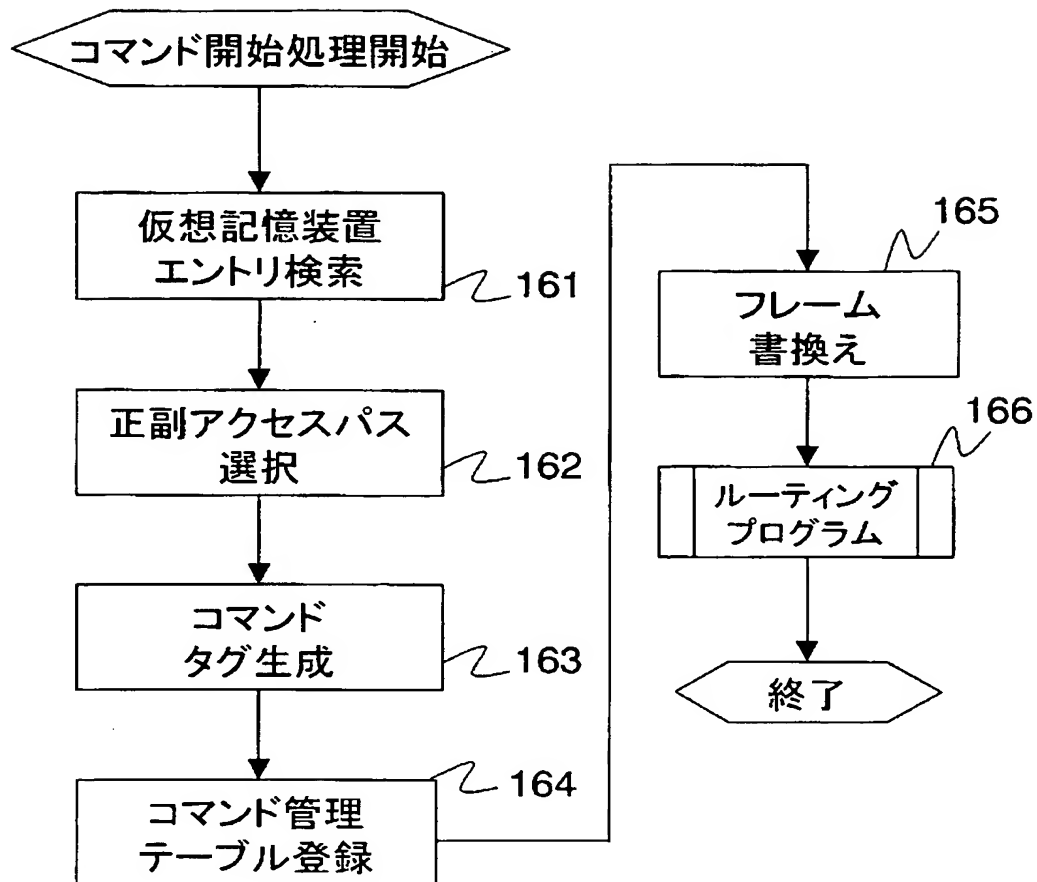 コマンド開始処理開始
仮想記憶装置
エントリ検索
161
正副アクセスパス
選択
162
コマンド
タグ生成
163
コマンド管理
テーブル登録
164
フレーム
書換え
165
ルーティング
プログラム
166
終了